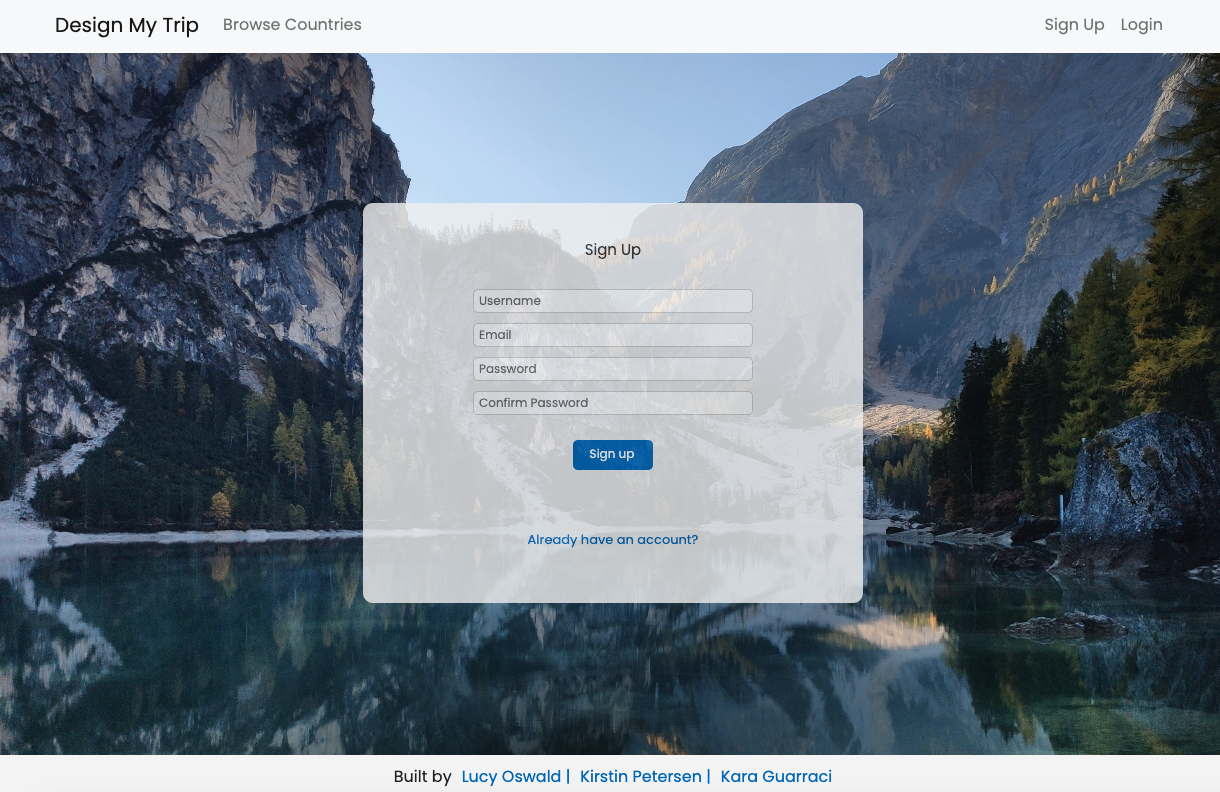 Design My Trip Browse Countries Sign Up Login
Sign Up
Username
Email
Password
Confirm Password
Sign up
Already have an account?
Built by Lucy Oswald | Kirstin Petersen | Kara Guarraci